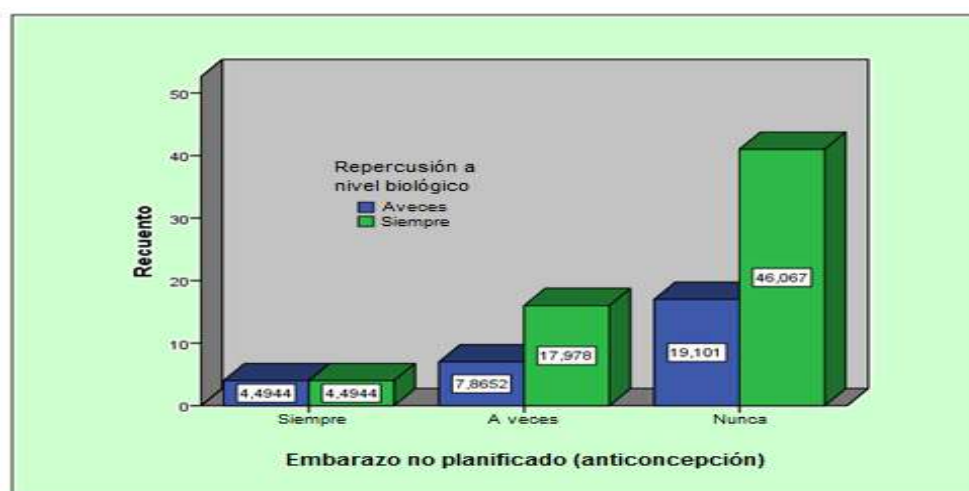 50
40
30
20
10
0
Recuento
Repercusión a
nivel biológico
Aveces
Siempre
4,4944
4,4944
7,8652
17,978
19,101
46,067
Siempre
A veces
Nunca
Embarazo no planificado (anticoncepción)